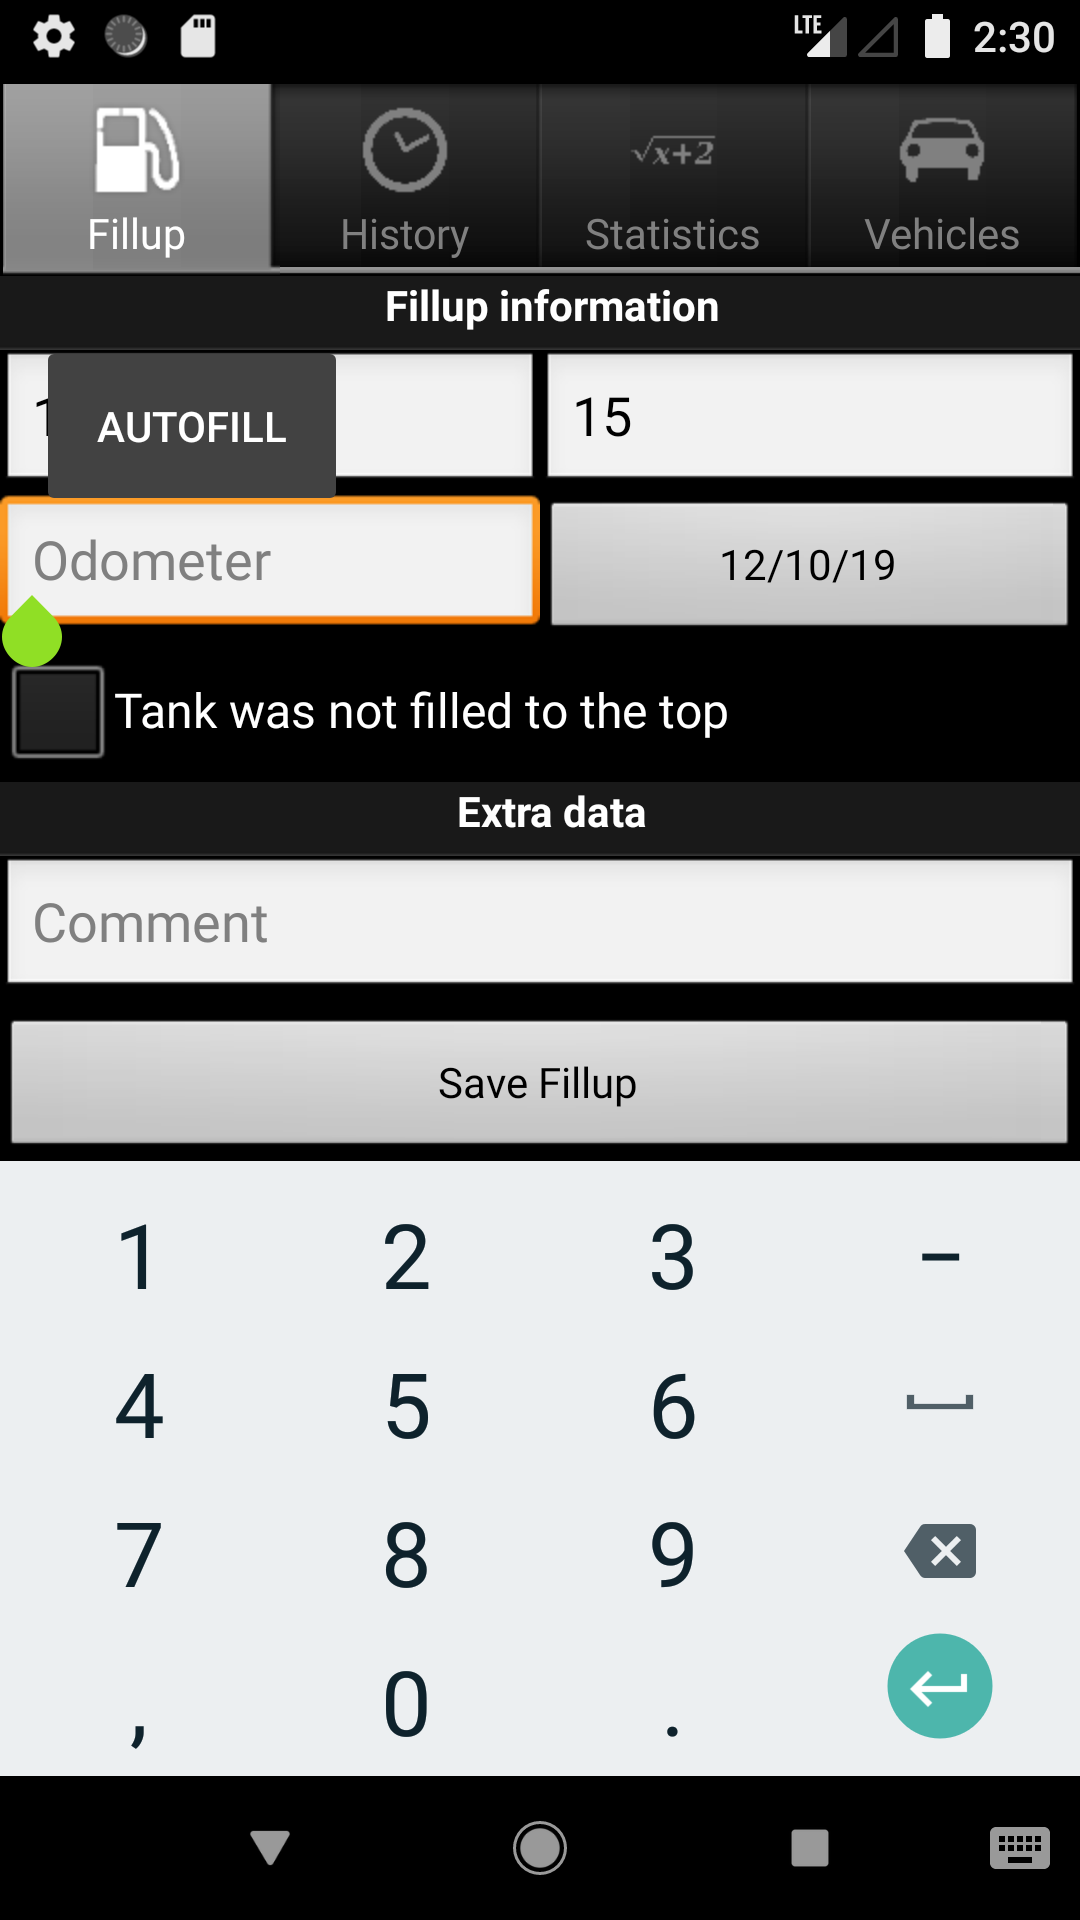 LTE 2:30
√x+2
Fillup History Statistics Vehicles
Fillup information
AUTOFILL 15
Odometer 12/10/19
Tank was not filled to the top
Extra data
Comment
Save Fillup
1 2 3 –
4 5 6
7 8 9
, 0 .